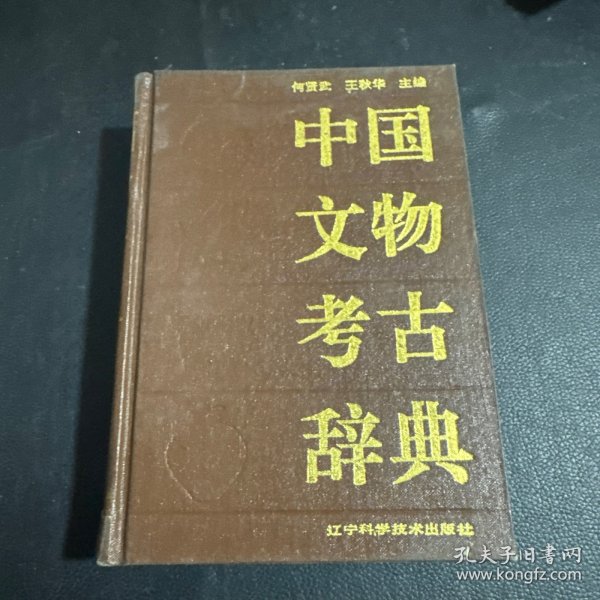 何贤武 王秋华 主编
中国
文物
考古
辞典
辽宁科学技术出版社
孔夫子旧书网
www.kongfz.com